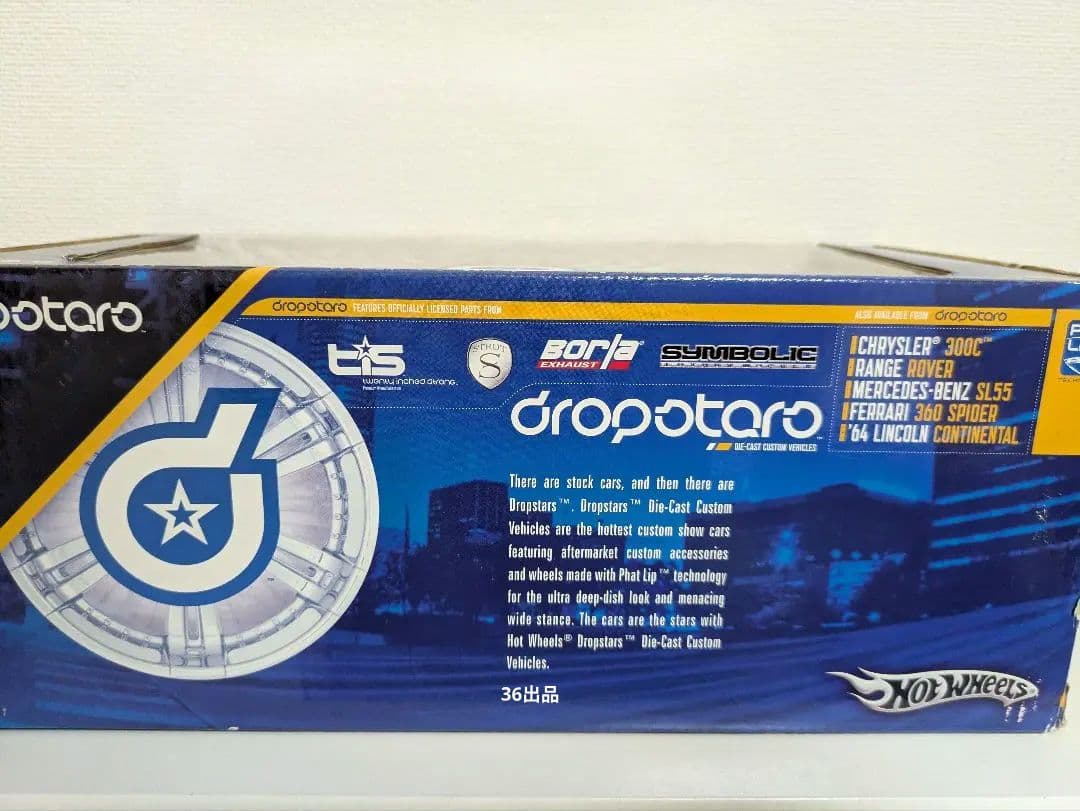 dropstars FEATURES OFFICIALLY LICENSED PARTS FROM
ALSO AVAILABLE FROM dropstars
tis
twenty inched strong.
STRUT
S
Borla®
EXHAUST
SYMBOLIC
CHRYSLER® 300C™
RANGE ROVER
MERCEDES-BENZ SL55
FERRARI 360 SPIDER
'64 LINCOLN CONTINENTAL
dropstars™
DIE-CAST CUSTOM VEHICLES
There are stock cars, and then there are
Dropstars™. Dropstars™ Die-Cast Custom
Vehicles are the hottest custom show cars
featuring aftermarket custom accessories
and wheels made with Phat Lip™ technology
for the ultra deep-dish look and menacing
wide stance. The cars are the stars with
Hot Wheels® Dropstars™ Die-Cast Custom
Vehicles.
36出品
HOT WHEELS